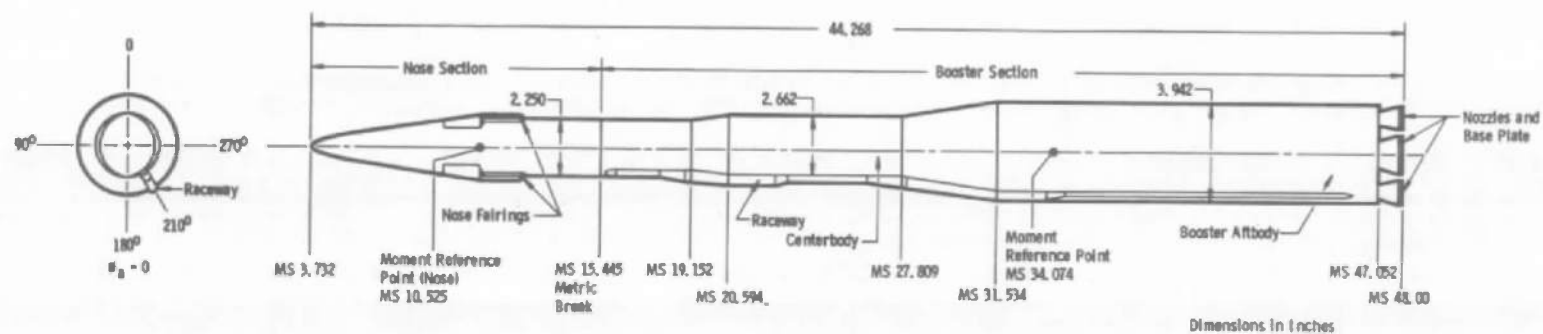 44.268
0
Nose Section
Booster Section
2.250
2.662
3.942
Nozzles and
Base Plate
90°
270°
Raceway
210°
180°
ø_a = 0
Nose Fairings
Raceway
Centerbody
Booster Aftbody
MS 3.732
Moment Reference
Point (Nose)
MS 10.525
MS 15.445
Metric
Break
MS 19.152
MS 20.594
MS 27.809
Moment
Reference Point
MS 34.074
MS 31.534
MS 47.052
MS 48.00
Dimensions in Inches